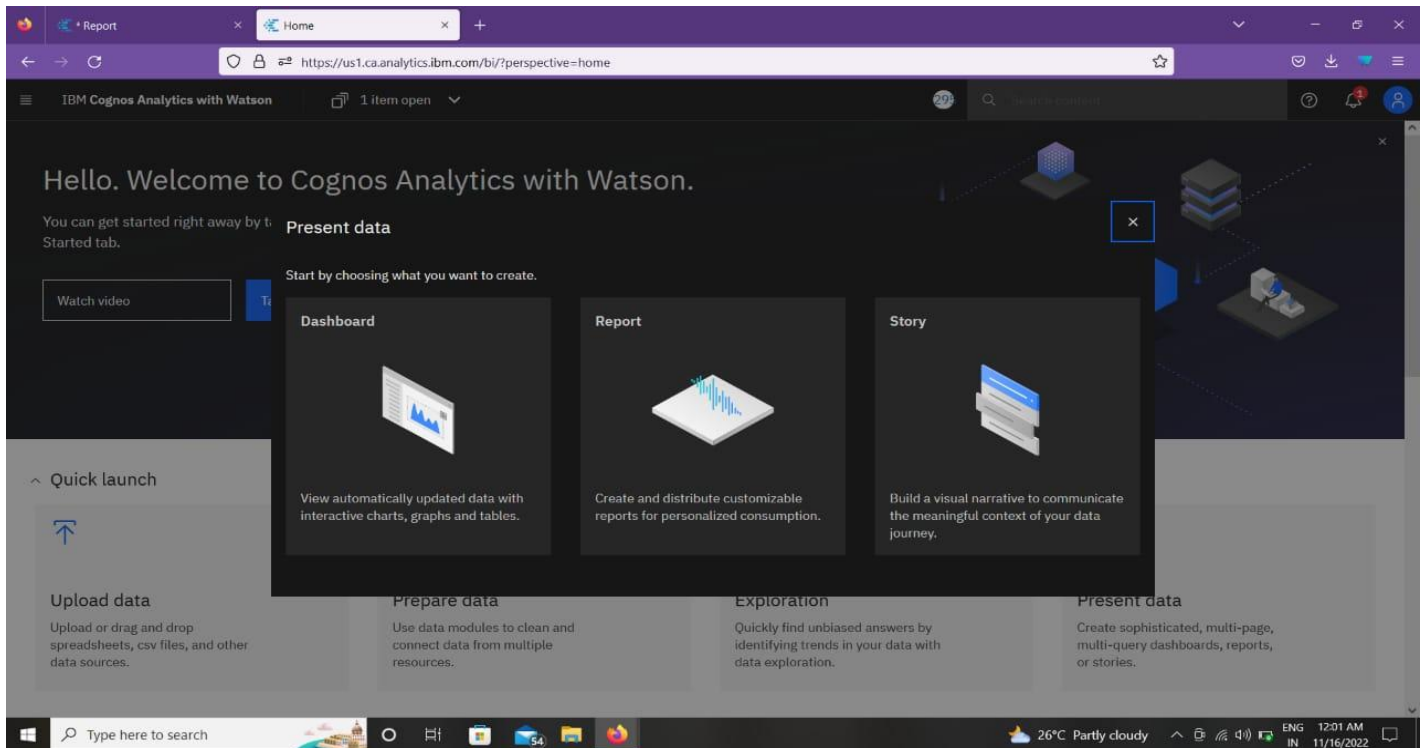 * Report
Home
https://us1.ca.analytics.ibm.com/bi/?perspective=home
IBM Cognos Analytics with Watson
1 item open
1
Hello. Welcome to Cognos Analytics with Watson.
You can get started right away by
Started tab.
Watch video
Present data
Start by choosing what you want to create.
Dashboard
View automatically updated data with
interactive charts, graphs and tables.
Report
Create and distribute customizable
reports for personalized consumption.
Story
Build a visual narrative to communicate
the meaningful context of your data
journey.
Quick launch
Upload data
Upload or drag and drop
spreadsheets, csv files, and other
data sources.
Prepare data
Use data modules to clean and
connect data from multiple
resources.
Exploration
Quickly find unbiased answers by
identifying trends in your data with
data exploration.
Present data
Create sophisticated, multi-page,
multi-query dashboards, reports,
or stories.
Type here to search
54
26°C Partly cloudy
ENG
IN
12:01 AM
11/16/2022